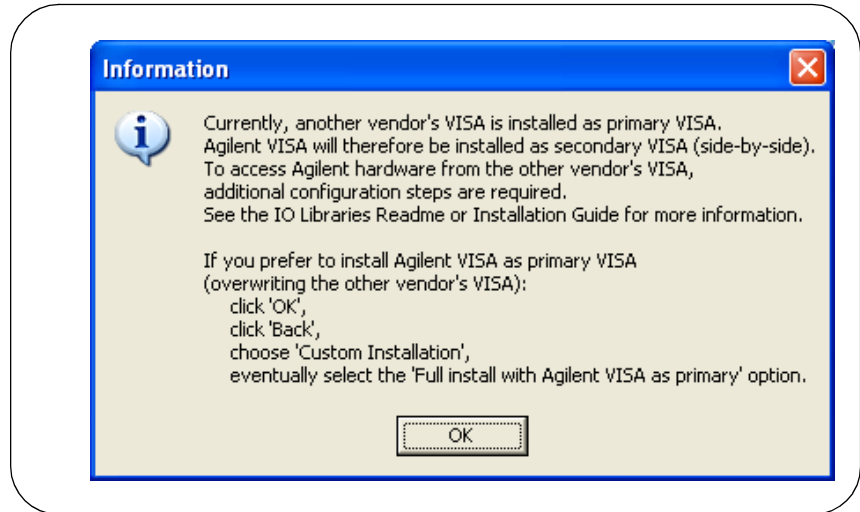 Information
Currently, another vendor's VISA is installed as primary VISA.
Agilent VISA will therefore be installed as secondary VISA (side-by-side).
To access Agilent hardware from the other vendor's VISA,
additional configuration steps are required.
See the IO Libraries Readme or Installation Guide for more information.
If you prefer to install Agilent VISA as primary VISA
(overwriting the other vendor's VISA):
click 'OK',
click 'Back',
choose 'Custom Installation',
eventually select the 'Full install with Agilent VISA as primary' option.
OK